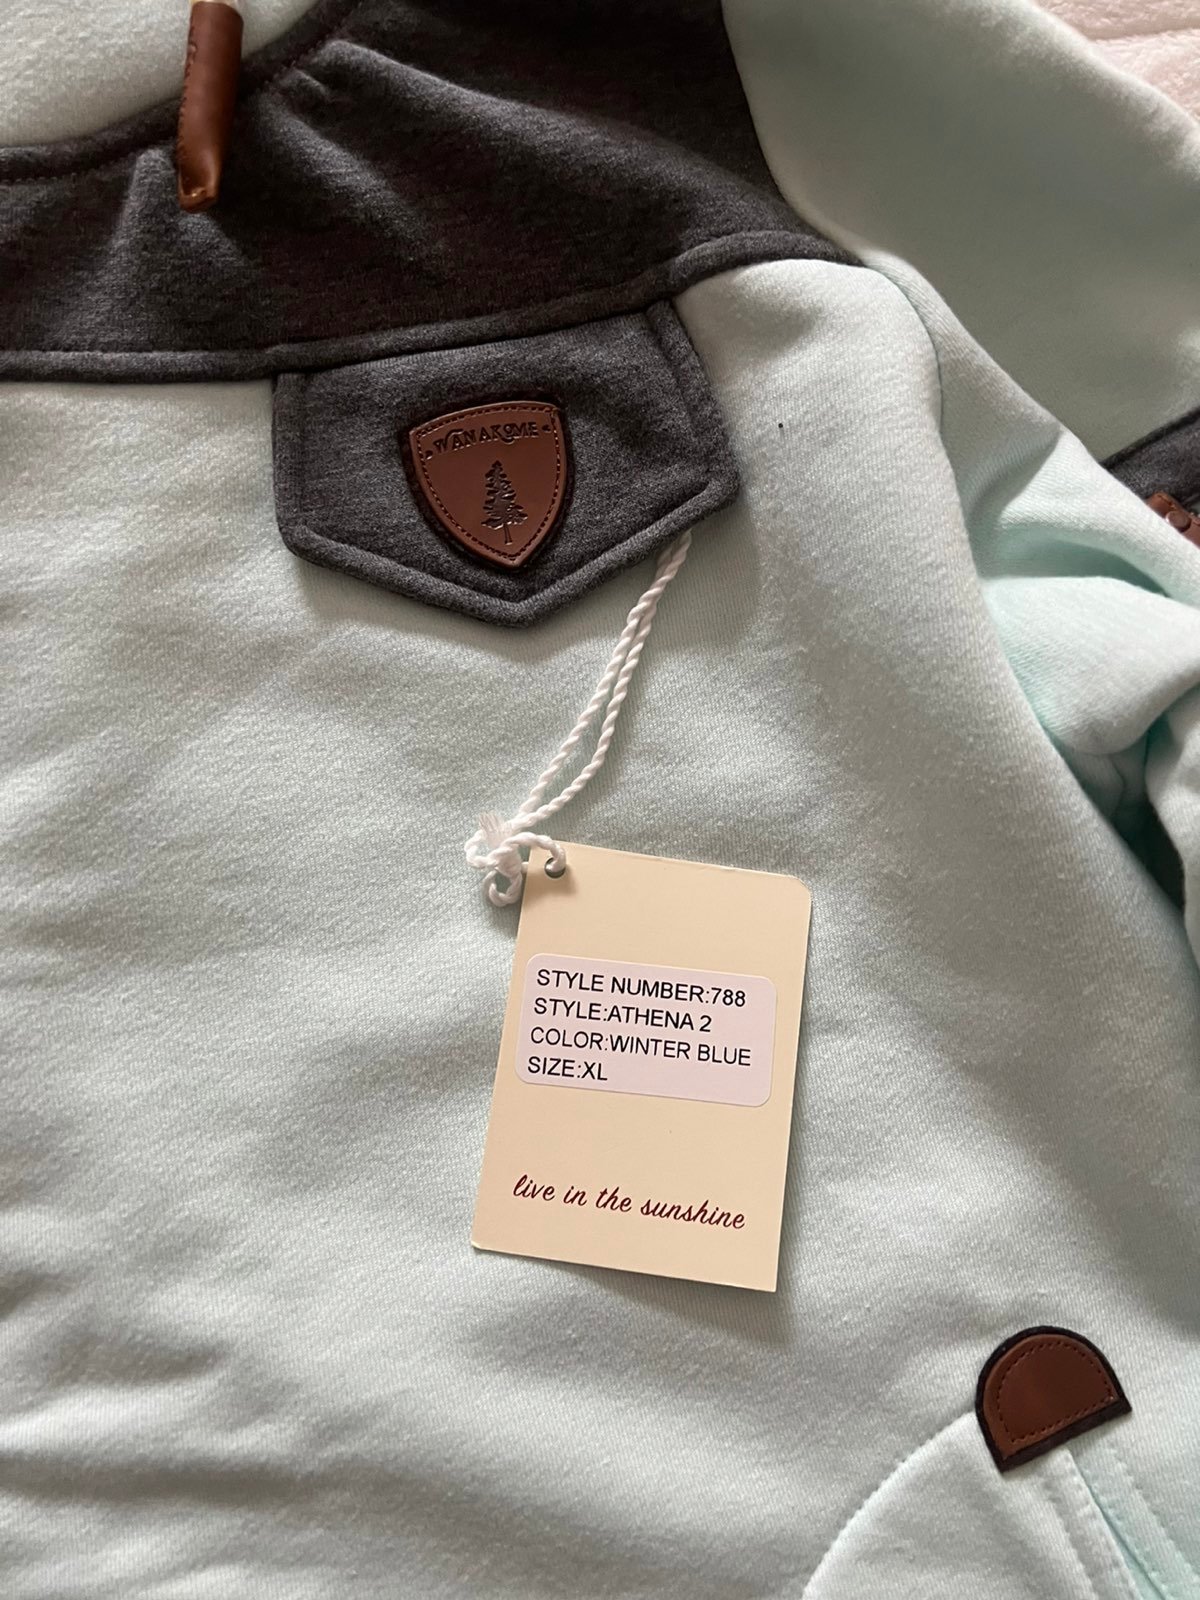 WANAKOME
STYLE NUMBER:788
STYLE:ATHENA 2
COLOR:WINTER BLUE
SIZE:XL
live in the sunshine